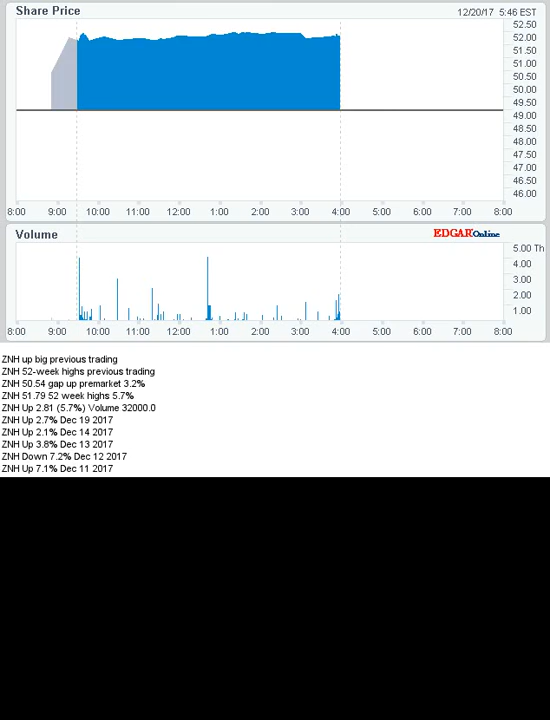 Share Price
12/20/17 5:46 EST
52.50
52.00
51.50
51.00
50.50
50.00
49.50
49.00
48.50
48.00
47.50
47.00
46.50
46.00
8:00 9:00 10:00 11:00 12:00 1:00 2:00 3:00 4:00 5:00 6:00 7:00 8:00
Volume
EDGAR Online
5.00 Th
4.00
3.00
2.00
1.00
8:00 9:00 10:00 11:00 12:00 1:00 2:00 3:00 4:00 5:00 6:00 7:00 8:00
ZNH up big previous trading
ZNH 52-week highs previous trading
ZNH 50.54 gap up premarket 3.2%
ZNH 51.79 52 week highs 5.7%
ZNH Up 2.81 (5.7%) Volume 32000.0
ZNH Up 2.7% Dec 19 2017
ZNH Up 2.1% Dec 14 2017
ZNH Up 3.8% Dec 13 2017
ZNH Down 7.2% Dec 12 2017
ZNH Up 7.1% Dec 11 2017